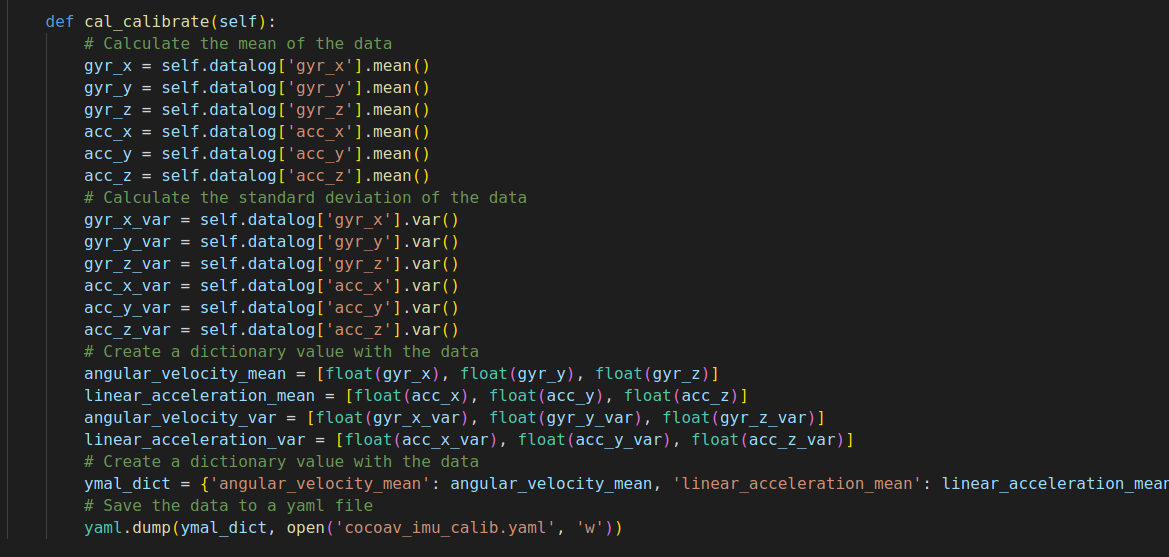 def cal_calibrate(self):
# Calculate the mean of the data
gyr_x = self.datalog['gyr_x'].mean()
gyr_y = self.datalog['gyr_y'].mean()
gyr_z = self.datalog['gyr_z'].mean()
acc_x = self.datalog['acc_x'].mean()
acc_y = self.datalog['acc_y'].mean()
acc_z = self.datalog['acc_z'].mean()
# Calculate the standard deviation of the data
gyr_x_var = self.datalog['gyr_x'].var()
gyr_y_var = self.datalog['gyr_y'].var()
gyr_z_var = self.datalog['gyr_z'].var()
acc_x_var = self.datalog['acc_x'].var()
acc_y_var = self.datalog['acc_y'].var()
acc_z_var = self.datalog['acc_z'].var()
# Create a dictionary value with the data
angular_velocity_mean = [float(gyr_x), float(gyr_y), float(gyr_z)]
linear_acceleration_mean = [float(acc_x), float(acc_y), float(acc_z)]
angular_velocity_var = [float(gyr_x_var), float(gyr_y_var), float(gyr_z_var)]
linear_acceleration_var = [float(acc_x_var), float(acc_y_var), float(acc_z_var)]
# Create a dictionary value with the data
ymal_dict = {'angular_velocity_mean': angular_velocity_mean, 'linear_acceleration_mean': linear_acceleration_mean
# Save the data to a yaml file
yaml.dump(ymal_dict, open('cocoav_imu_calib.yaml', 'w'))